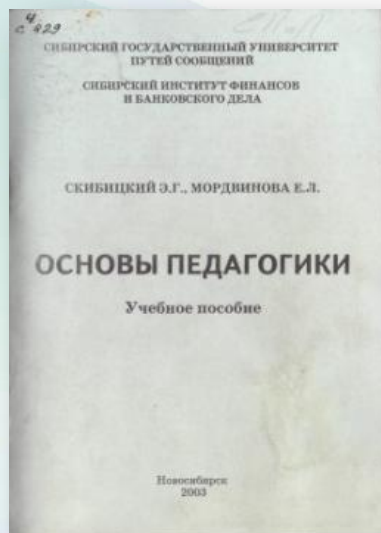 СИБИРСКИЙ ГОСУДАРСТВЕННЫЙ УНИВЕРСИТЕТ
ПУТЕЙ СООБЩЕНИЙ
СИБИРСКИЙ ИНСТИТУТ ФИНАНСОВ
И БАНКОВСКОГО ДЕЛА
СКИБИЦКИЙ Э.Г., МОРДВИНОВА Е.Л.
ОСНОВЫ ПЕДАГОГИКИ
Учебное пособие
Новосибирск
2003